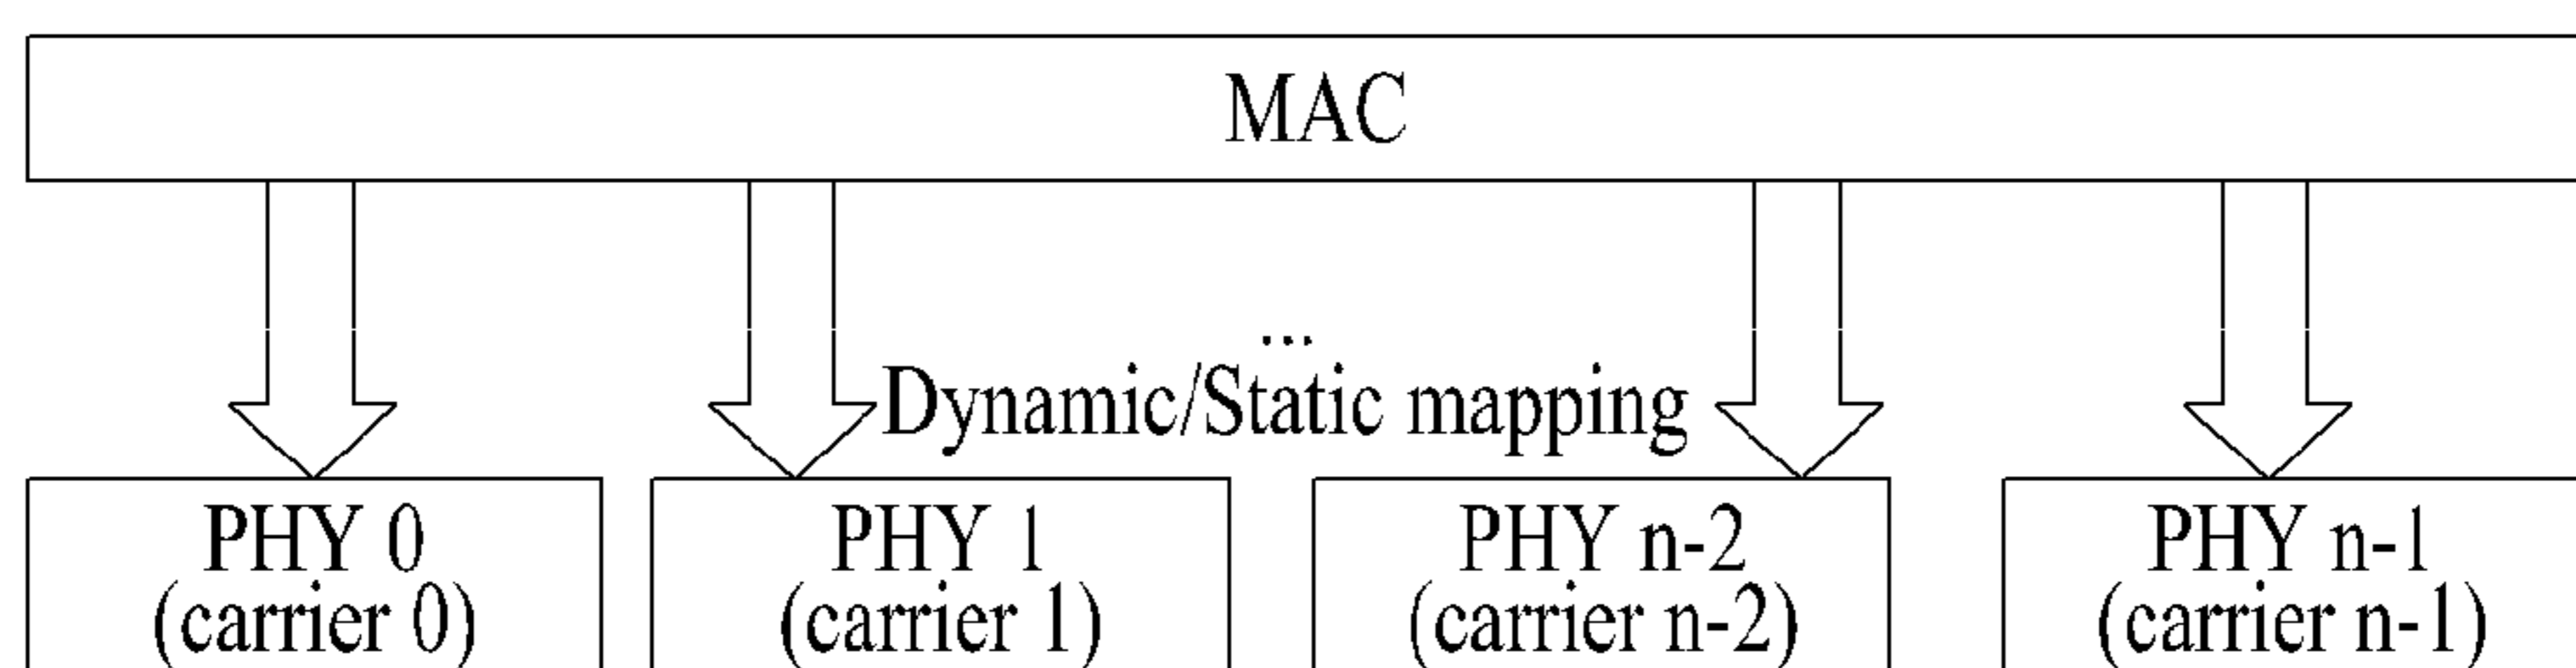 MAC
...
Dynamic/Static mapping
PHY 0
(carrier 0)
PHY 1
(carrier 1)
PHY n-2
(carrier n-2)
PHY n-1
(carrier n-1)